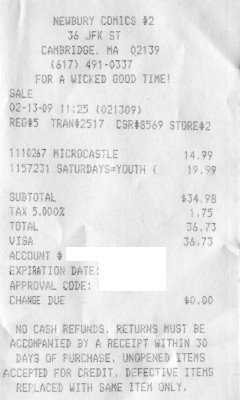 NEWBURY COMICS #2
36 JFK ST
CAMBRIDGE, MA 02139
(617) 491-0337
FOR A WICKED GOOD TIME!
SALE
02-13-09 11:25 (021309)
REG#5 TRAN#2517 CSR#8569 STORE#2
1110267 MICROCASTLE 14.99
1157231 SATURDAYS=YOUTH ( 19.99
SUBTOTAL $34.98
TAX 5.000% 1.75
TOTAL 36.73
VISA 36.73
ACCOUNT #
EXPIRATION DATE:
APPROVAL CODE:
CHANGE DUE $0.00
NO CASH REFUNDS. RETURNS MUST BE
ACCOMPANIED BY A RECEIPT WITHIN 30
DAYS OF PURCHASE. UNOPENED ITEMS
ACCEPTED FOR CREDIT. DEFECTIVE ITEMS
REPLACED WITH SAME ITEM ONLY.